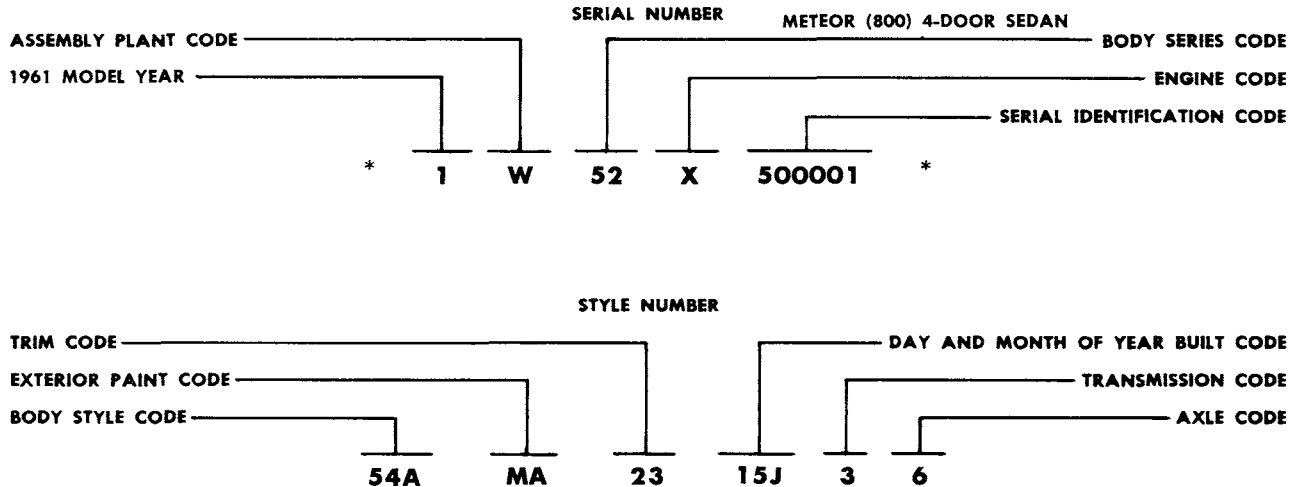 SERIAL NUMBER
METEOR (800) 4-DOOR SEDAN
ASSEMBLY PLANT CODE
BODY SERIES CODE
1961 MODEL YEAR
ENGINE CODE
SERIAL IDENTIFICATION CODE
* 1 W 52 X 500001 *
STYLE NUMBER
TRIM CODE
DAY AND MONTH OF YEAR BUILT CODE
EXTERIOR PAINT CODE
TRANSMISSION CODE
BODY STYLE CODE
AXLE CODE
54A MA 23 15J 3 6